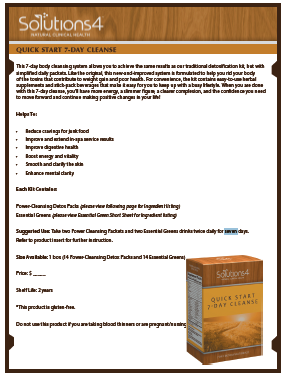 Solutions4
NATURAL CLINICAL HEALTH
QUICK START 7-DAY CLEANSE
This 7-day body cleansing system allows you to achieve the same results as our traditional detoxification kit, but with
simplified daily packets. Like the original, this new-and-improved system is formulated to help you rid your body
of the toxins that contribute to weight gain and poor health. For convenience, the kit contains easy-to-use herbal
supplements and stick-pack beverages that make it easy for you to keep up with a busy lifestyle. When you are done
with this 7-day cleanse, you'll have more energy, a slimmer figure, a clearer complexion, and the confidence you need
to move forward and continue making positive changes in your life!
Helps To:
• Reduce cravings for junk food
• Improve and extend in-spa service results
• Improve digestive health
• Boost energy and vitality
• Smooth and clarify the skin
• Enhance mental clarity
Each Kit Contains:
Power-Cleansing Detox Packs (please view following page for ingredient listing)
Essential Greens (please view Essential Green Short Sheet for ingredient listing)
Suggested Use: Take two Power Cleansing Packets and two Essential Greens drinks twice daily for seven days.
Refer to product insert for further instruction.
Size Available: 1 box (14 Power-Cleansing Detox Packs and 14 Essential Greens)
Price: $ _____
Shelf Life: 2 years
*This product is gluten-free.
Do not use this product if you are taking blood thinners or are pregnant/nursing
Solutions4
QUICK START
7-DAY CLEANSE